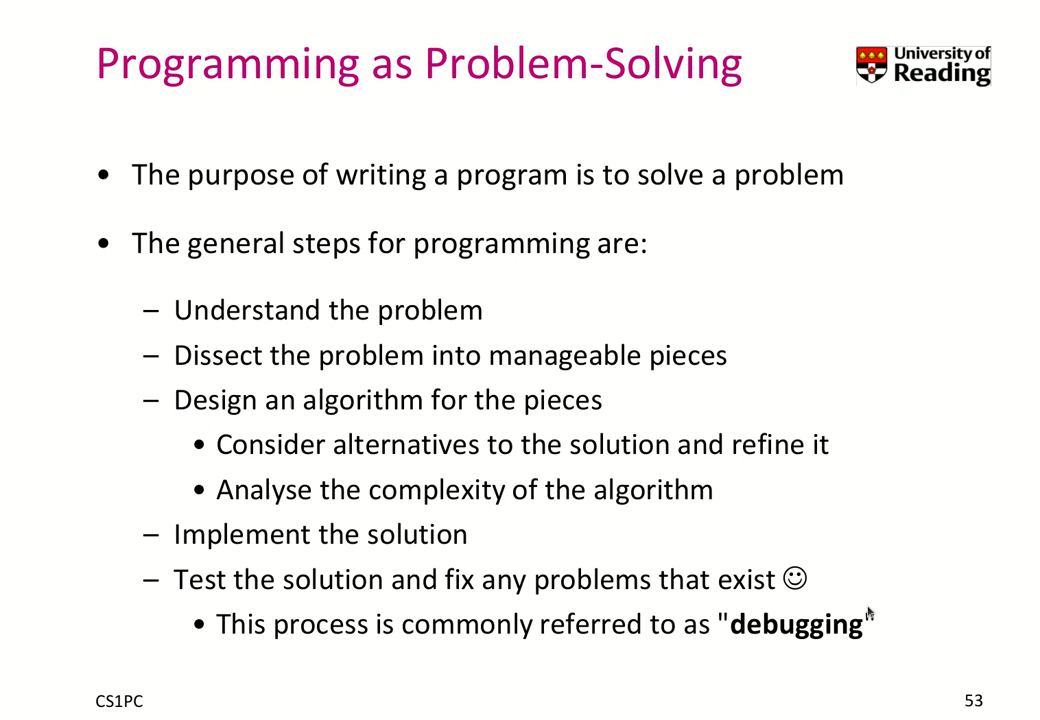 Programming as Problem-Solving
University of
Reading
• The purpose of writing a program is to solve a problem
• The general steps for programming are:
– Understand the problem
– Dissect the problem into manageable pieces
– Design an algorithm for the pieces
• Consider alternatives to the solution and refine it
• Analyse the complexity of the algorithm
– Implement the solution
– Test the solution and fix any problems that exist ☺
• This process is commonly referred to as "debugging"
CS1PC
53